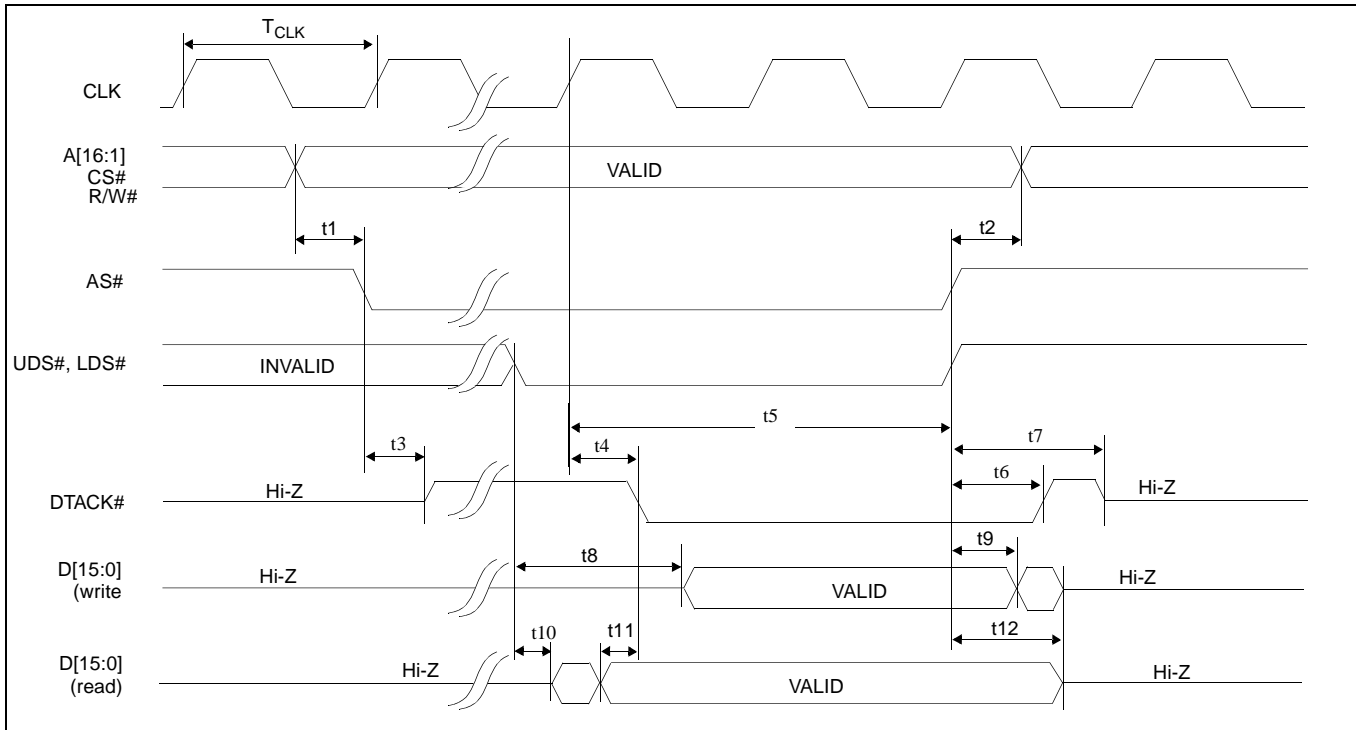 TCLK
CLK
A[16:1]
CS#
R/W#
VALID
t1
t2
AS#
UDS#, LDS#
INVALID
t5
t3
t4
t7
t6
DTACK#
Hi-Z
Hi-Z
D[15:0]
(write
Hi-Z
t8
t9
VALID
Hi-Z
t10
t11
t12
D[15:0]
(read)
Hi-Z
VALID
Hi-Z